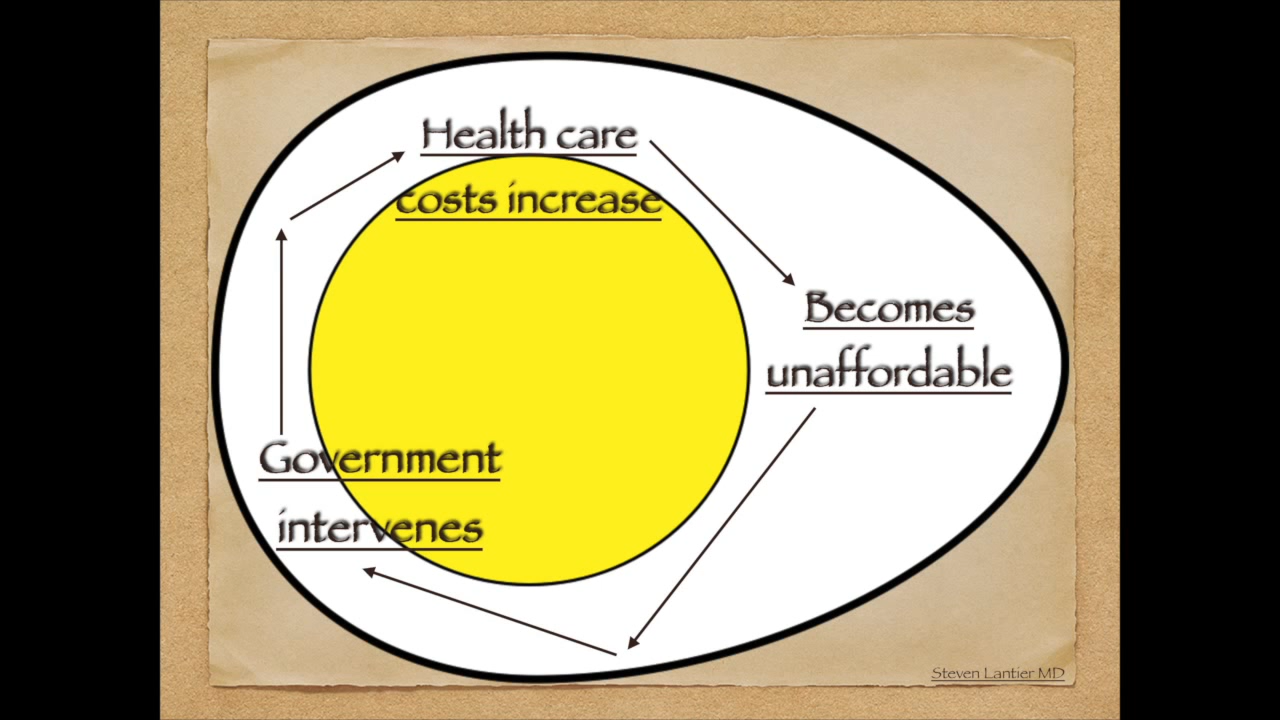 Health care
costs increase
Becomes
unaffordable
Government
intervenes
Steven Lantier MD